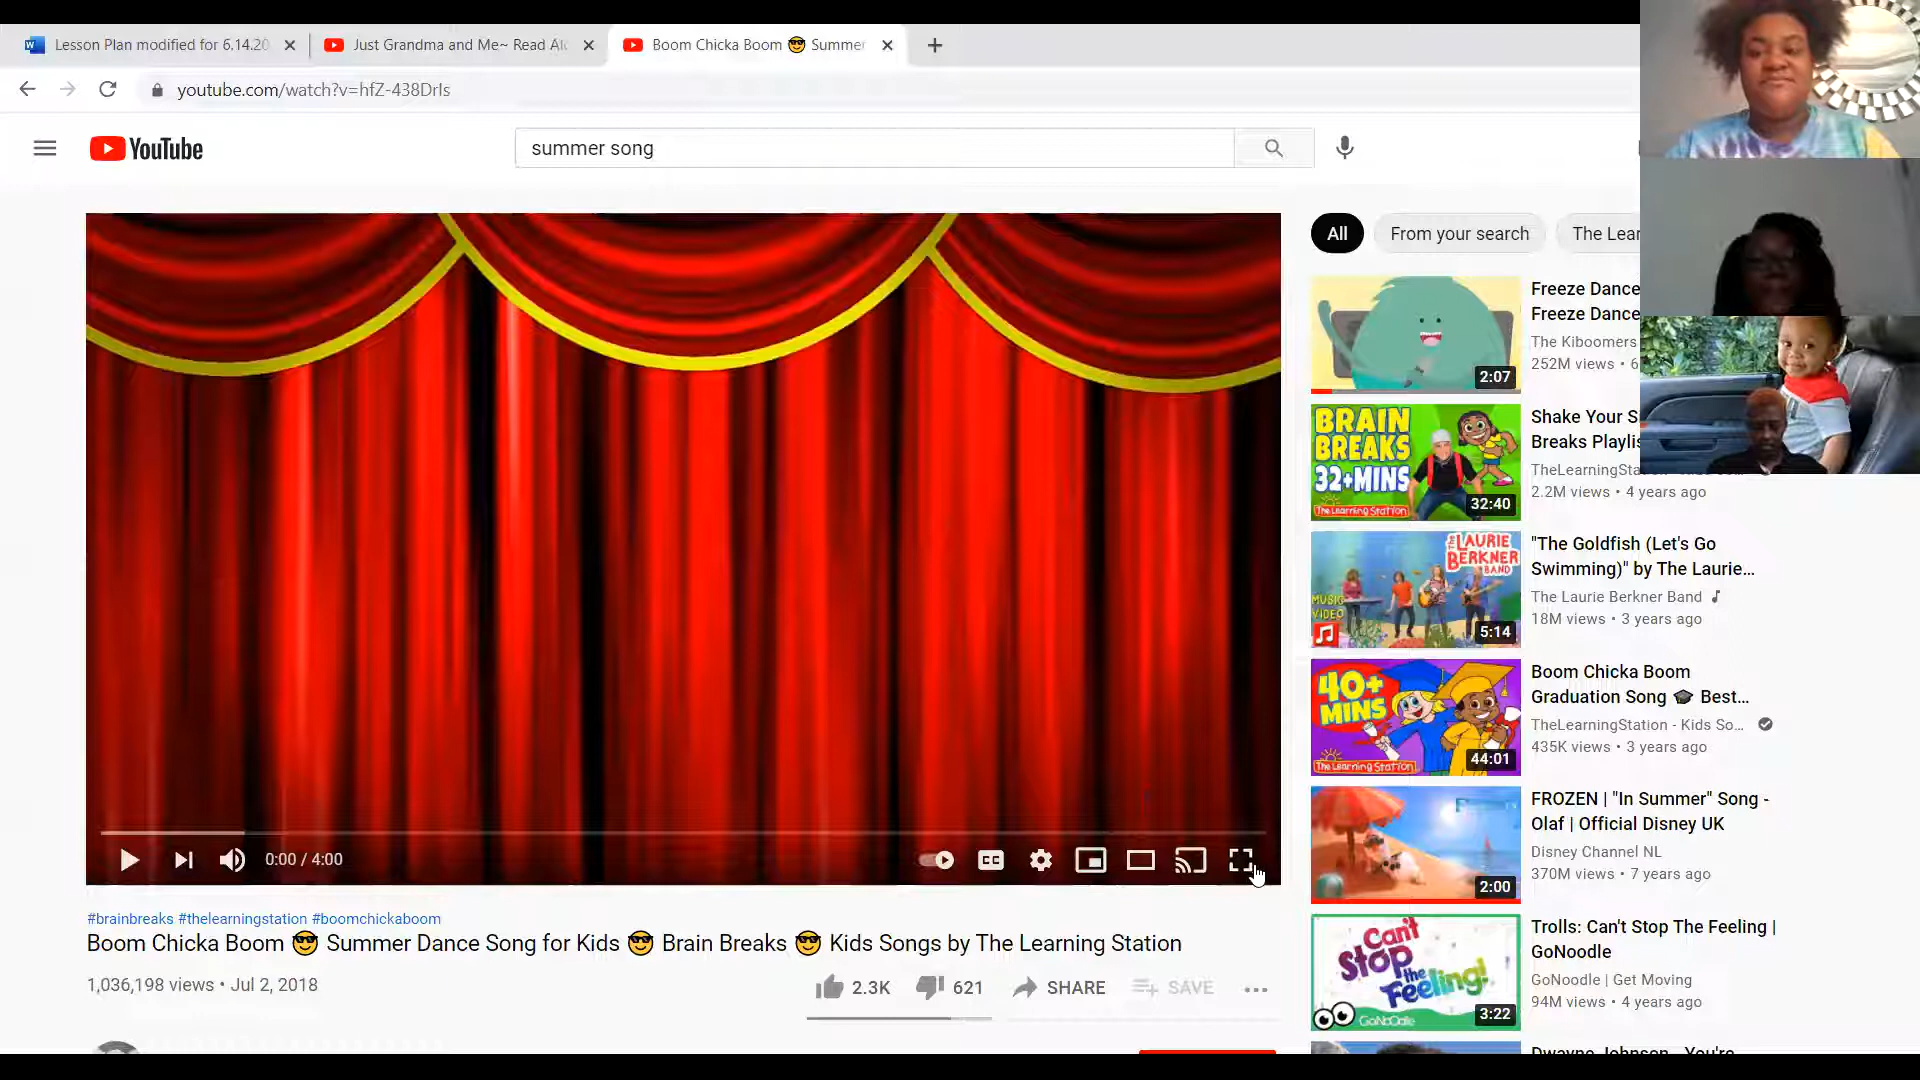 Lesson Plan modified for 6.14.20
Just Grandma and Me~ Read Al
Boom Chicka Boom 😎 Summer
youtube.com/watch?v=hfZ-438DrIs
YouTube
summer song
All
From your search
The Lear
Freeze Dance
Freeze Dance
The Kiboomers
252M views • 6
2:07
BRAIN
BREAKS
32+MINS
The Learning Station
32:40
Shake Your S
Breaks Playlis
TheLearningSta
2.2M views • 4 years ago
THE LAURIE
BERKNER
BAND
MUSIC
VIDEO
5:14
"The Goldfish (Let's Go
Swimming)" by The Laurie...
The Laurie Berkner Band
18M views • 3 years ago
40+
MINS
The Learning Station
44:01
Boom Chicka Boom
Graduation Song 🎓 Best...
TheLearningStation - Kids So...
435K views • 3 years ago
2:00
FROZEN | "In Summer" Song -
Olaf | Official Disney UK
Disney Channel NL
370M views • 7 years ago
Can't
Stop
the
Feeling!
GoNoodle
3:22
Trolls: Can't Stop The Feeling |
GoNoodle
GoNoodle | Get Moving
94M views • 4 years ago
Dwayne Johnson - You're
0:00 / 4:00
CC
#brainbreaks #thelearningstation #boomchickaboom
Boom Chicka Boom 😎 Summer Dance Song for Kids 😎 Brain Breaks 😎 Kids Songs by The Learning Station
1,036,198 views • Jul 2, 2018
2.3K
621
SHARE
SAVE